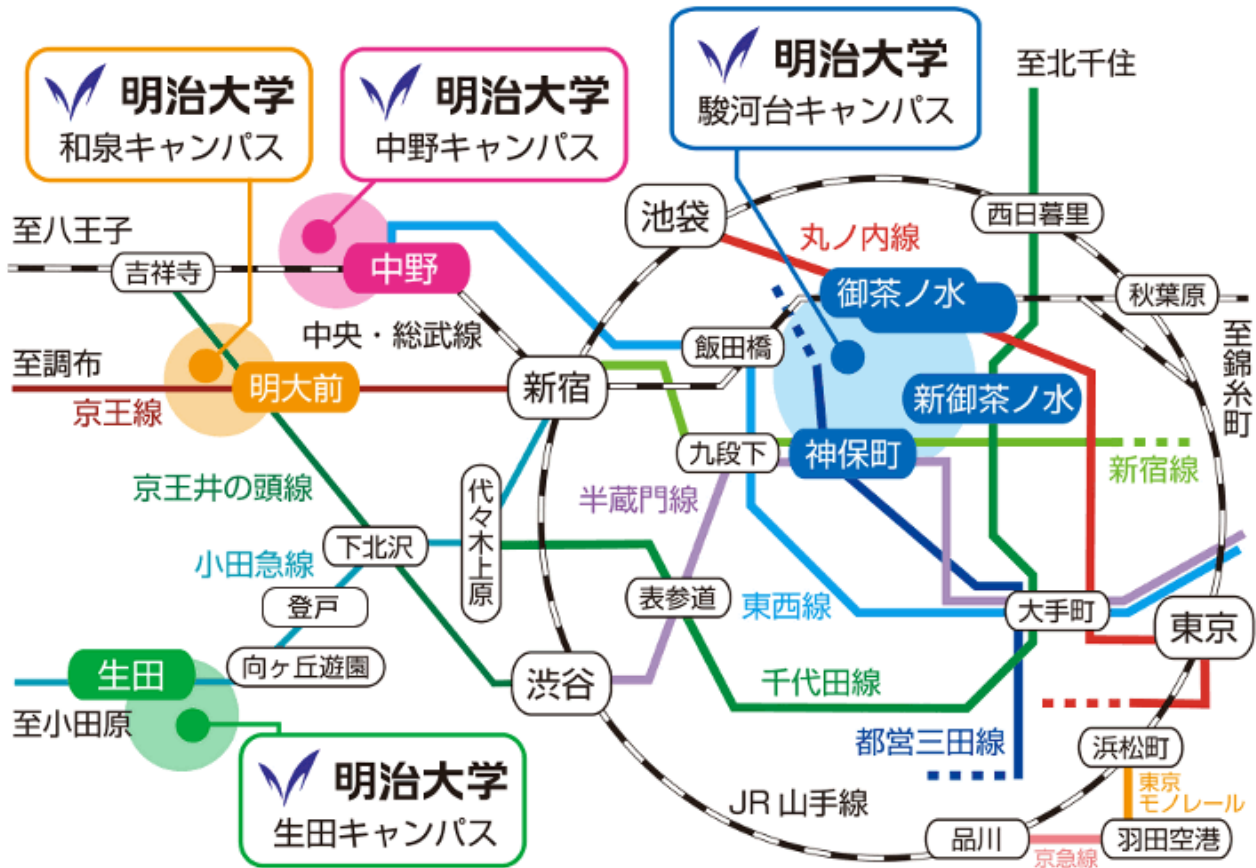 明治大学
和泉キャンパス
明治大学
中野キャンパス
明治大学
駿河台キャンパス
至北千住
池袋
西日暮里
至八王子
丸ノ内線
吉祥寺
中野
御茶ノ水
秋葉原
中央・総武線
至錦糸町
飯田橋
至調布
明大前
新宿
新御茶ノ水
京王線
九段下
神保町
新宿線
京王井の頭線
代々木上原
半蔵門線
下北沢
小田急線
登戸
表参道
東西線
大手町
東京
生田
向ヶ丘遊園
渋谷
千代田線
至小田原
都営三田線
浜松町
明治大学
生田キャンパス
JR山手線
東京
モノレール
品川
羽田空港
京急線